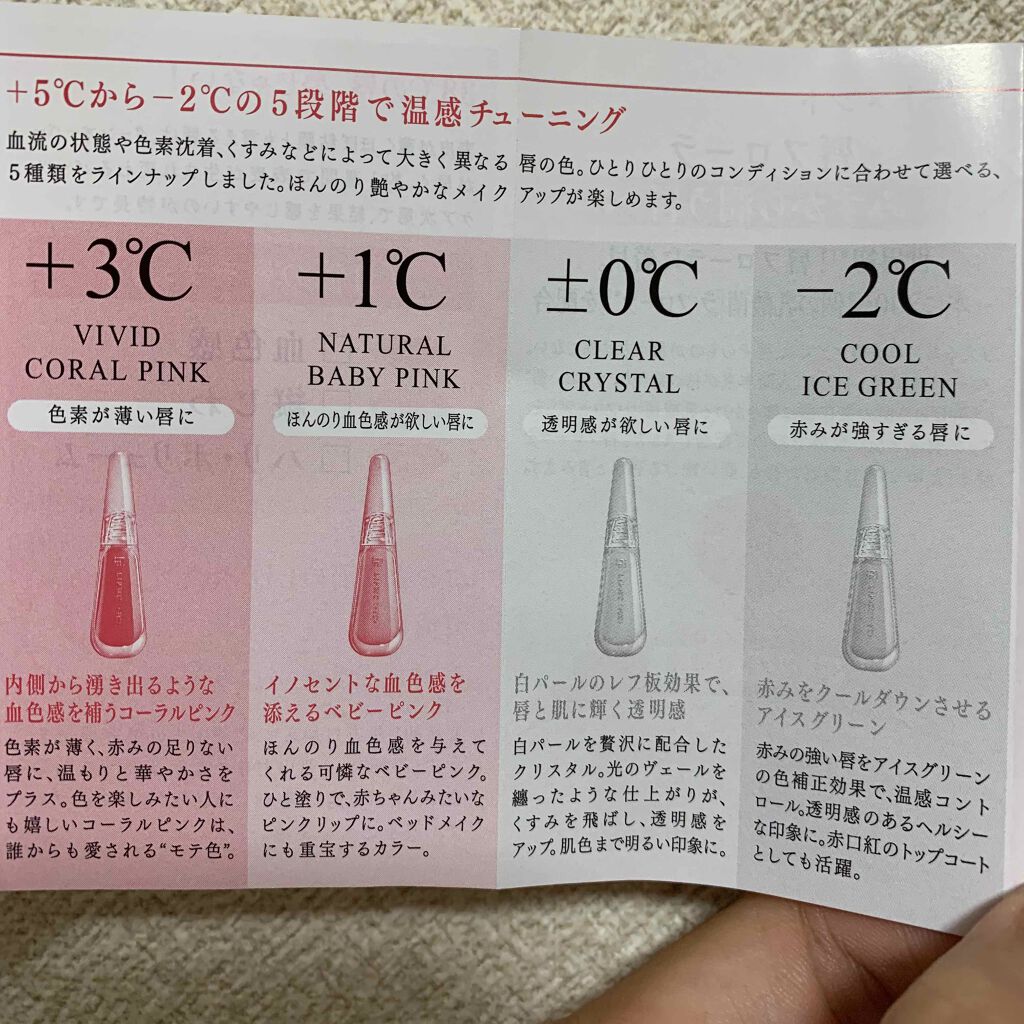 +5℃から−2℃の5段階で温感チューニング
血流の状態や色素沈着、くすみなどによって大きく異なる 唇の色。ひとりひとりのコンディションに合わせて選べる、
5種類をラインナップしました。ほんのり艶やかなメイク アップが楽しめます。
+3℃
VIVID
CORAL PINK
色素が薄い唇に
内側から湧き出るような
血色感を補うコーラルピンク
色素が薄く、赤みの足りない
唇に、温もりと華やかさを
プラス。色を楽しみたい人に
も嬉しいコーラルピンクは、
誰からも愛される“モテ色”。
+1℃
NATURAL
BABY PINK
ほんのり血色感が欲しい唇に
イノセントな血色感を
添えるベビーピンク
ほんのり血色感を与えて
くれる可憐なベビーピンク。
ひと塗りで、赤ちゃんみたいな
ピンクリップに。ベッドメイク
にも重宝するカラー。
±0℃
CLEAR
CRYSTAL
透明感が欲しい唇に
白パールのレフ板効果で、
唇と肌に輝く透明感
白パールを贅沢に配合した
クリスタル。光のヴェールを
纏ったような仕上がりが、
くすみを飛ばし、透明感を
アップ。肌色まで明るい印象に。
−2℃
COOL
ICE GREEN
赤みが強すぎる唇に
赤みをクールダウンさせる
アイスグリーン
赤みの強い唇をアイスグリーン
の色補正効果で、温感コント
ロール。透明感のあるヘルシー
な印象に。赤口紅のトップコート
としても活躍。